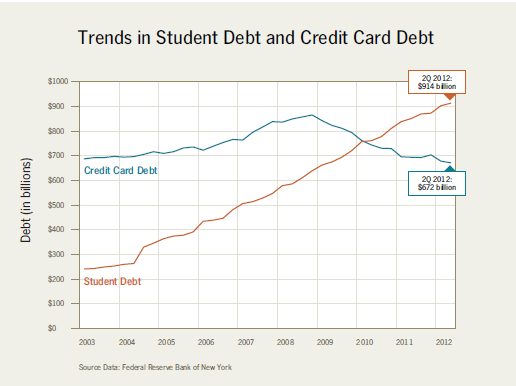 Trends in Student Debt and Credit Card Debt
2Q 2012:
$914 billion
$1000
$900
$800
$700
$600
$500
$400
$300
$200
$100
$0
Debt (in billions)
Credit Card Debt
2Q 2012:
$672 billion
Student Debt
2003 2004 2005 2006 2007 2008 2009 2010 2011 2012
Source Data: Federal Reserve Bank of New York